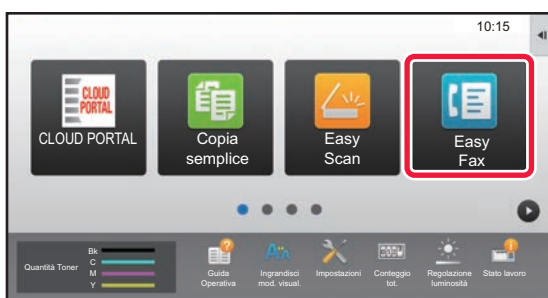 10:15
CLOUD
PORTAL
CLOUD PORTAL
Copia
semplice
Easy
Scan
Easy
Fax
Quantità Toner
Bk
C
M
Y
Guida
Operativa
Ingrandisci
mod. visual.
Impostazioni
Conteggio
tot.
Regolazione
luminosità
Stato lavoro